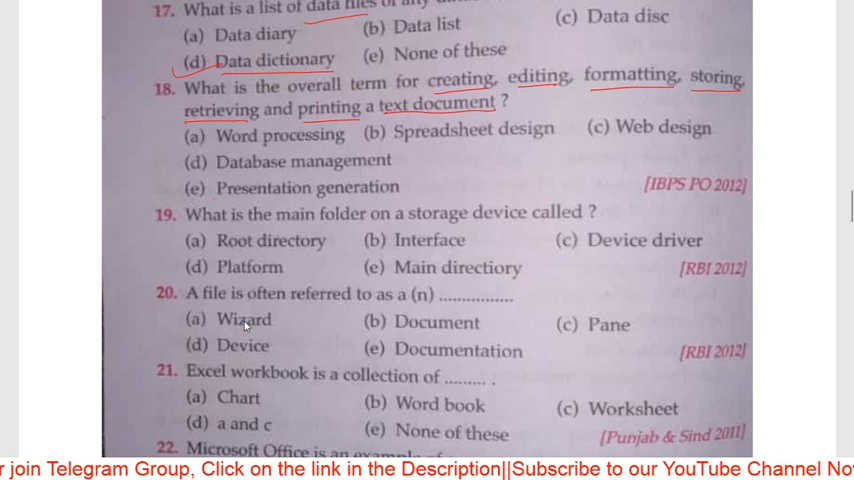 17. What is a list of data files of any
(a) Data diary (b) Data list (c) Data disc
(d) Data dictionary (e) None of these
18. What is the overall term for creating, editing, formatting, storing,
retrieving and printing a text document ?
(a) Word processing (b) Spreadsheet design (c) Web design
(d) Database management
(e) Presentation generation [IBPS PO 2012]
19. What is the main folder on a storage device called ?
(a) Root directory (b) Interface (c) Device driver
(d) Platform (e) Main directiory [RBI 2012]
20. A file is often referred to as a (n) ................
(a) Wizard (b) Document (c) Pane
(d) Device (e) Documentation [RBI 2012]
21. Excel workbook is a collection of ......... .
(a) Chart (b) Word book (c) Worksheet
(d) a and c (e) None of these [Punjab & Sind 2011]
22. Microsoft Office is an example of
r join Telegram Group, Click on the link in the Description||Subscribe to our YouTube Channel No